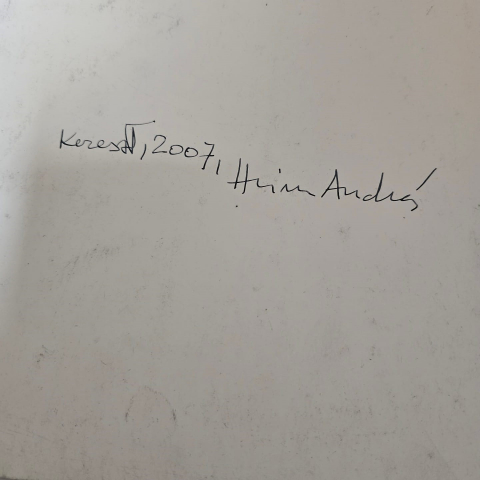 Kereszt, 2007, Heim András